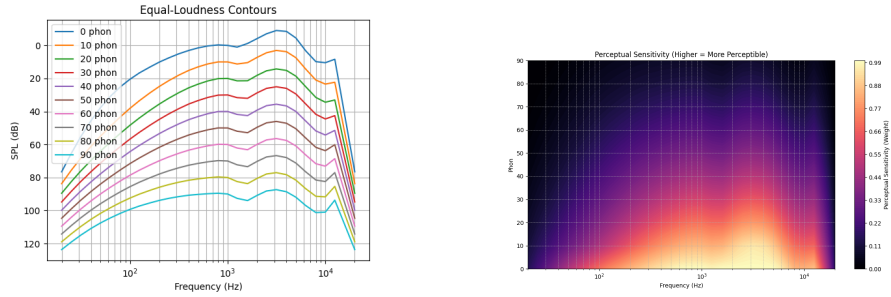 Equal-Loudness Contours
0 phon
10 phon
20 phon
30 phon
40 phon
50 phon
60 phon
70 phon
80 phon
90 phon
0
20
40
60
80
100
120
SPL (dB)
10²
10³
10⁴
Frequency (Hz)
Perceptual Sensitivity (Higher = More Perceptible)
90
80
70
60
50
40
30
20
10
0
Phon
10²
10³
10⁴
Frequency (Hz)
0.99
0.88
0.77
0.66
0.55
0.44
0.33
0.22
0.11
0.00
Perceptual Sensitivity (Weight)